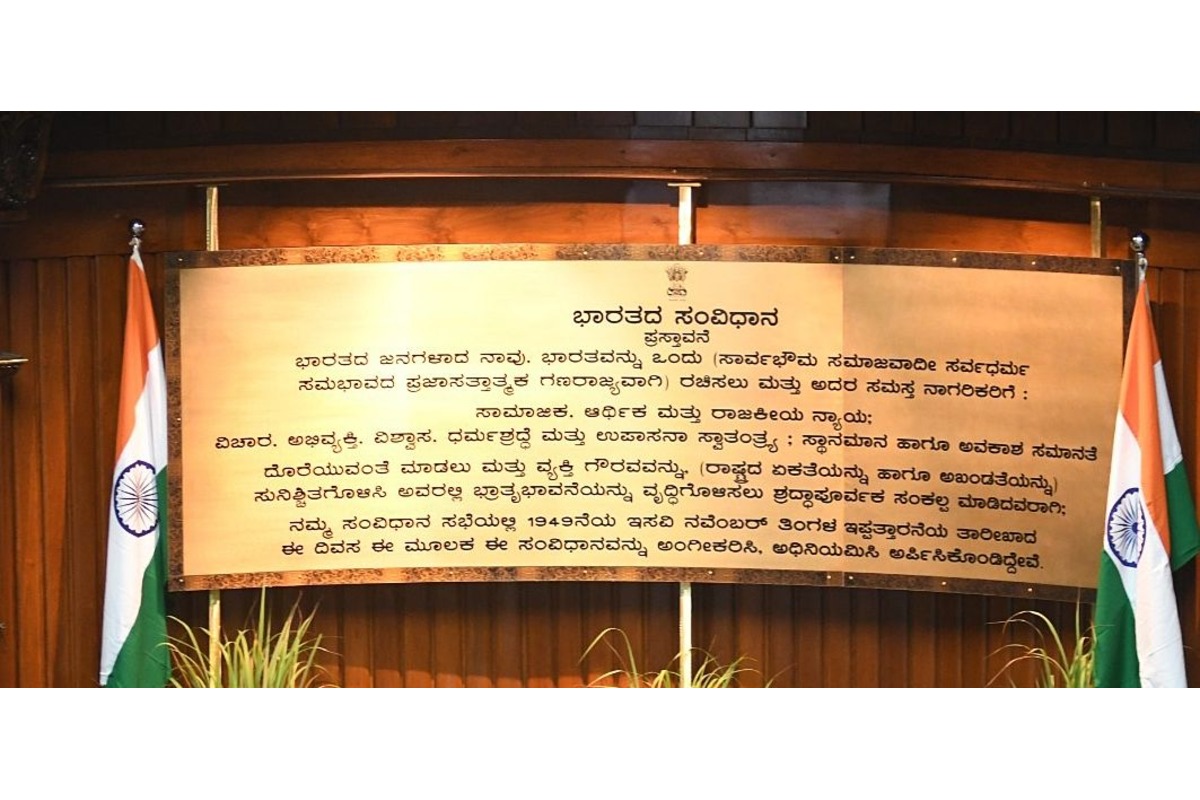 ಭಾರತದ ಸಂವಿಧಾನ
ಪ್ರಸ್ತಾವನೆ
ಭಾರತದ ಜನಗಳಾದ ನಾವು. ಭಾರತವನ್ನು ಒಂದು (ಸಾರ್ವಭೌಮ ಸಮಾಜವಾದೀ ಸರ್ವಧರ್ಮ
ಸಮಭಾವದ ಪ್ರಜಾಸತ್ತಾತ್ಮಕ ಗಣರಾಜ್ಯವಾಗಿ) ರಚಿಸಲು ಮತ್ತು ಅದರ ಸಮಸ್ತ ನಾಗರಿಕರಿಗೆ :
ಸಾಮಾಜಿಕ. ಆರ್ಥಿಕ ಮತ್ತು ರಾಜಕೀಯ ನ್ಯಾಯ;
ವಿಚಾರ. ಅಭಿವ್ಯಕ್ತಿ. ವಿಶ್ವಾಸ. ಧರ್ಮಶ್ರದ್ಧೆ ಮತ್ತು ಉಪಾಸನಾ ಸ್ವಾತಂತ್ರ್ಯ ; ಸ್ಥಾನಮಾನ ಹಾಗೂ ಅವಕಾಶ ಸಮಾನತೆ
ದೊರೆಯುವಂತೆ ಮಾಡಲು ಮತ್ತು ವ್ಯಕ್ತಿ ಗೌರವವನ್ನು, (ರಾಷ್ಟ್ರದ ಏಕತೆಯನ್ನು ಹಾಗೂ ಅಖಂಡತೆಯನ್ನು)
ಸುನಿಶ್ಚಿತಗೊಳಿಸಿ ಅವರಲ್ಲಿ ಭ್ರಾತೃಭಾವನೆಯನ್ನು ವೃದ್ಧಿಗೊಳಿಸಲು ಶ್ರದ್ಧಾಪೂರ್ವಕ ಸಂಕಲ್ಪ ಮಾಡಿದವರಾಗಿ;
ನಮ್ಮ ಸಂವಿಧಾನ ಸಭೆಯಲ್ಲಿ 1949ನೆಯ ಇಸವಿ ನವೆಂಬರ್ ತಿಂಗಳ ಇಪ್ಪತ್ತಾರನೆಯ ತಾರೀಖಾದ
ಈ ದಿವಸ ಈ ಮೂಲಕ ಈ ಸಂವಿಧಾನವನ್ನು ಅಂಗೀಕರಿಸಿ, ಅಧಿನಿಯಮಿಸಿ ಅರ್ಪಿಸಿಕೊಂಡಿದ್ದೇವೆ.